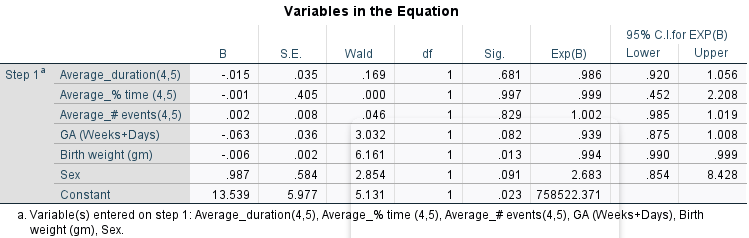 Variables in the Equation
95% C.I.for EXP(B)
B S.E. Wald df Sig. Exp(B) Lower Upper
Step 1a Average_duration(4,5) -.015 .035 .169 1 .681 .986 .920 1.056
Average_% time (4,5) -.001 .405 .000 1 .997 .999 .452 2.208
Average_# events(4,5) .002 .008 .046 1 .829 1.002 .985 1.019
GA (Weeks+Days) -.063 .036 3.032 1 .082 .939 .875 1.008
Birth weight (gm) -.006 .002 6.161 1 .013 .994 .990 .999
Sex .987 .584 2.854 1 .091 2.683 .854 8.428
Constant 13.539 5.977 5.131 1 .023 758522.371
a. Variable(s) entered on step 1: Average_duration(4,5), Average_% time (4,5), Average_# events(4,5), GA (Weeks+Days), Birth
weight (gm), Sex.